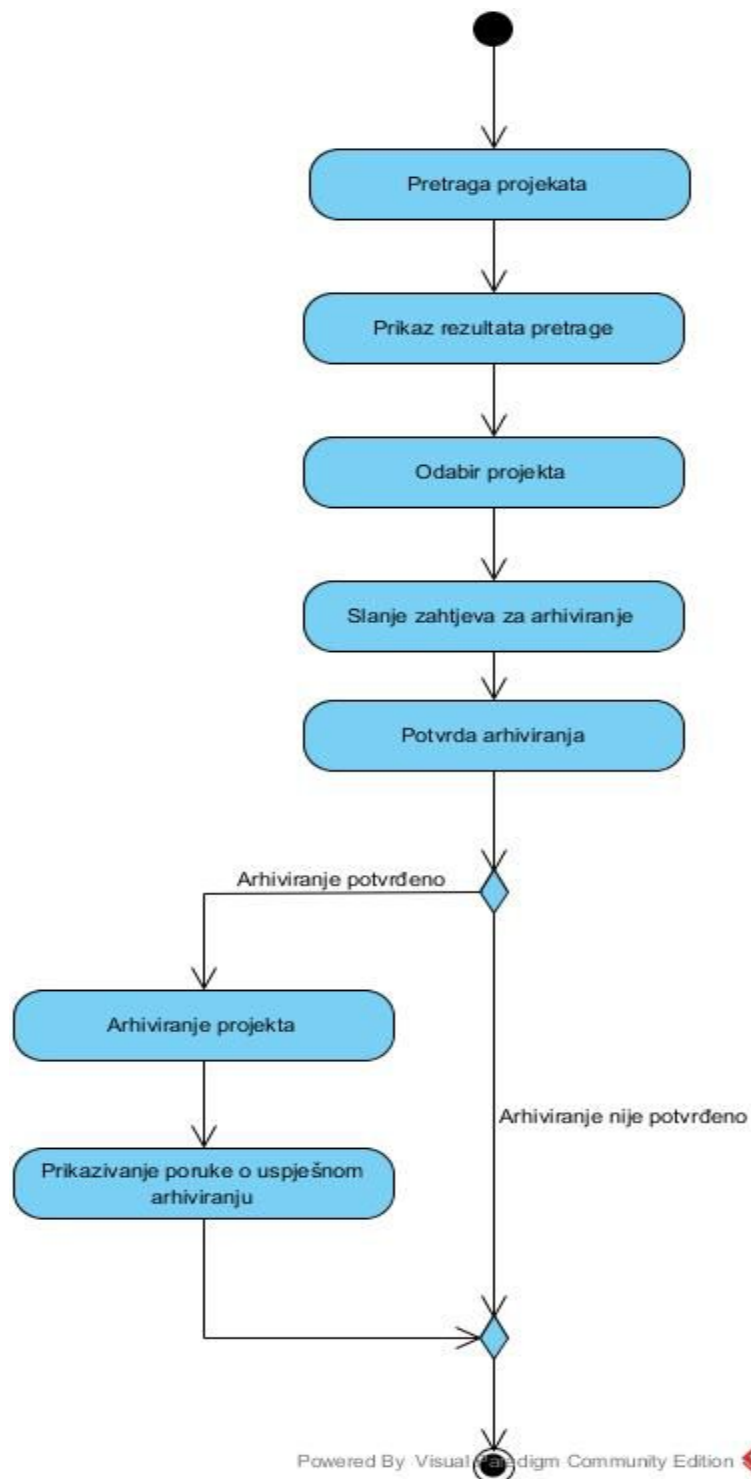 Pretraga projekata
Prikaz rezultata pretrage
Odabir projekta
Slanje zahtjeva za arhiviranje
Potvrda arhiviranja
Arhiviranje potvrđeno
Arhiviranje projekta
Arhiviranje nije potvrđeno
Prikazivanje poruke o uspješnom
arhiviranju
Powered By Visual Paradigm Community Edition